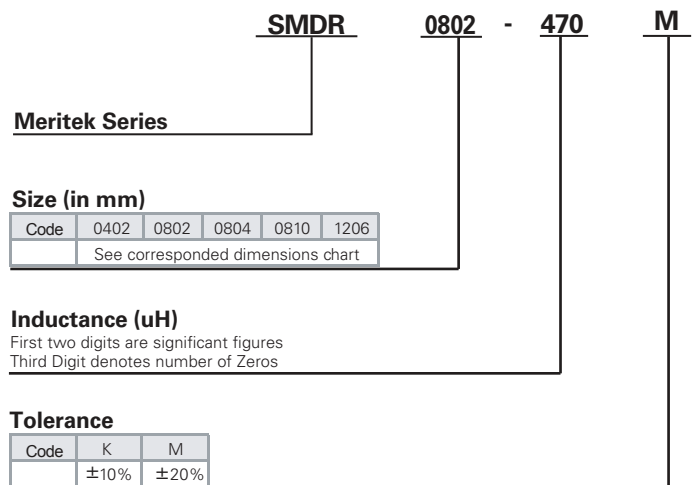 SMDR 0802 - 470 M
Meritek Series
Size (in mm)
Code 0402 0802 0804 0810 1206
See corresponded dimensions chart
Inductance (uH)
First two digits are significant figures
Third Digit denotes number of Zeros
Tolerance
Code K M
±10% ±20%